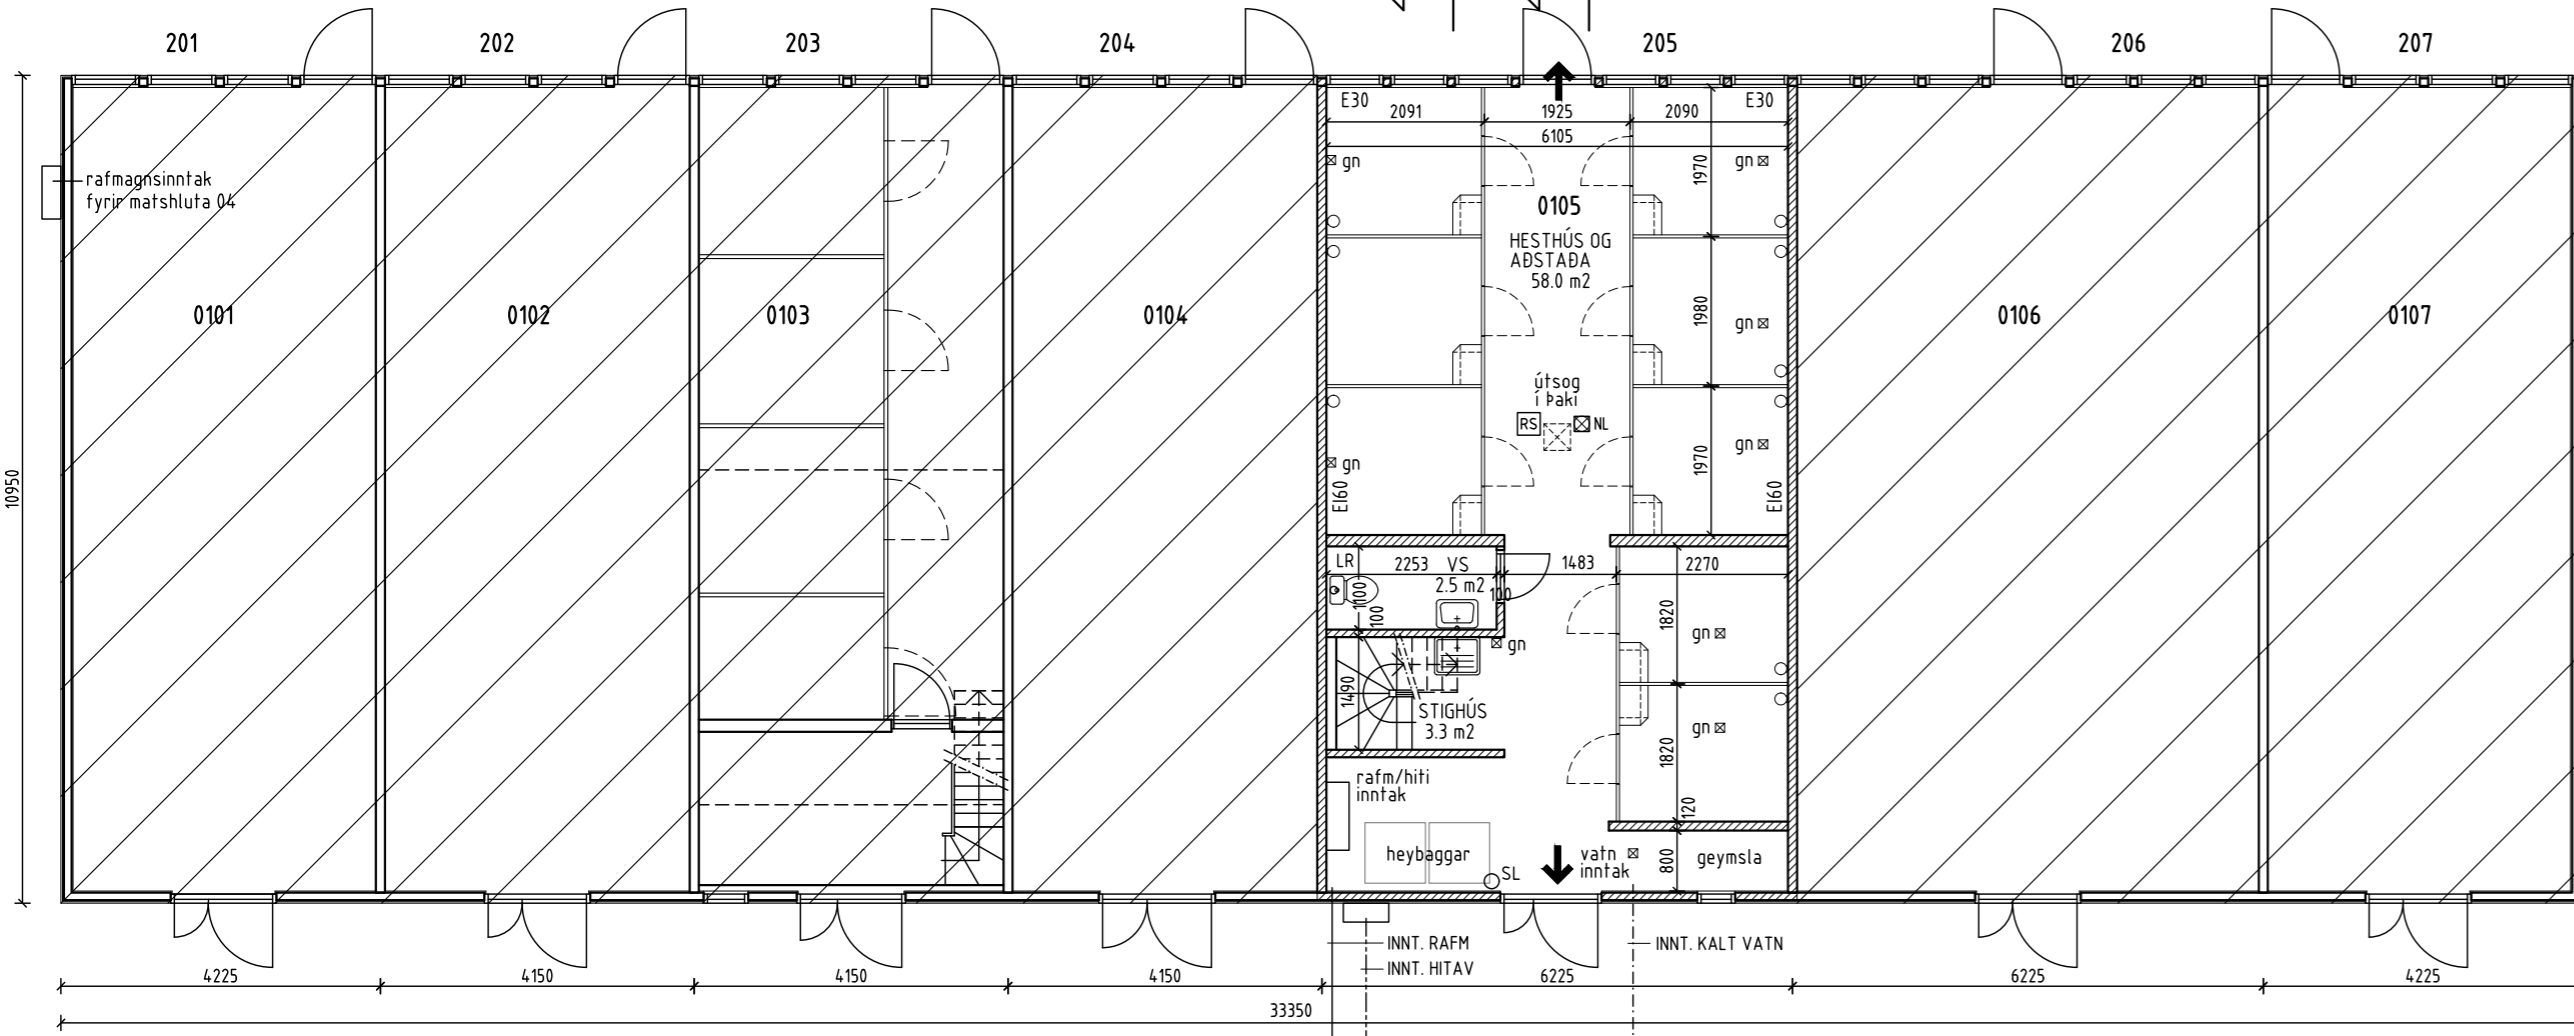 201
202
203
204
205
206
207
E30
2091
1925
2090
E30
6105
gn
gn
1970
rafmagnsinntak
fyrir matshluta 04
0105
HESTHÚS OG
AÐSTAÐA
58.0 m2
0101
0102
0103
0104
1980
gn
0106
0107
útsog
í þaki
RS
NL
gn
gn
1970
EI60
EI60
10950
LR
2253
VS
2.5 m2
1483
2270
100
1100
100
1820
gn
gn
1490
STIGHÚS
3.3 m2
gn
1820
rafm/hiti
inntak
120
heybaggar
SL
vatn
inntak
800
geymsla
INNT. RAFM
INNT. KALT VATN
INNT. HITAV
4225
4150
4150
4150
6225
6225
4225
33350